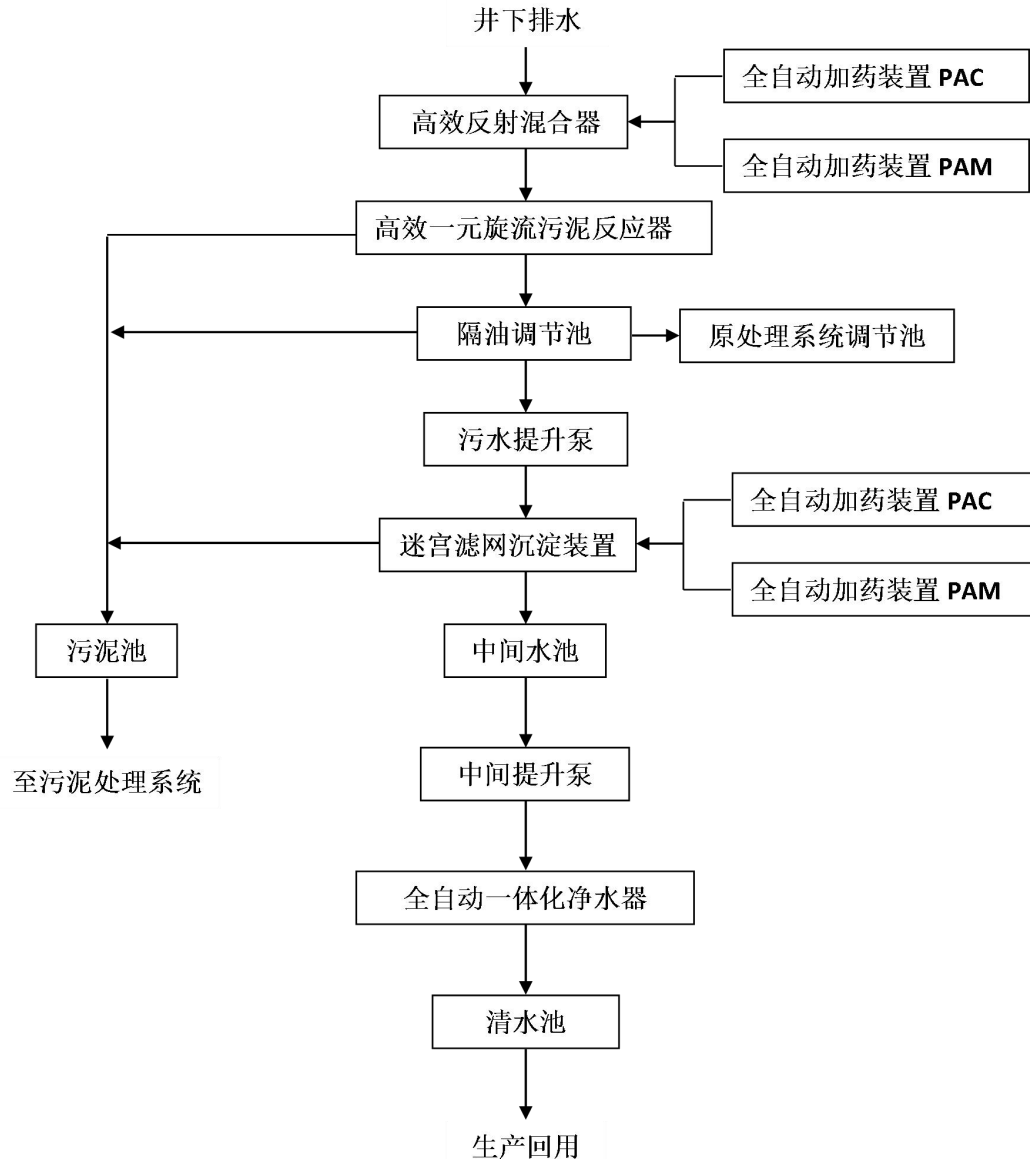 井下排水
全自动加药装置 PAC
高效反射混合器
全自动加药装置 PAM
高效一元旋流污泥反应器
隔油调节池
原处理系统调节池
污水提升泵
全自动加药装置 PAC
迷宫滤网沉淀装置
全自动加药装置 PAM
污泥池
中间水池
至污泥处理系统
中间提升泵
全自动一体化净水器
清水池
生产回用